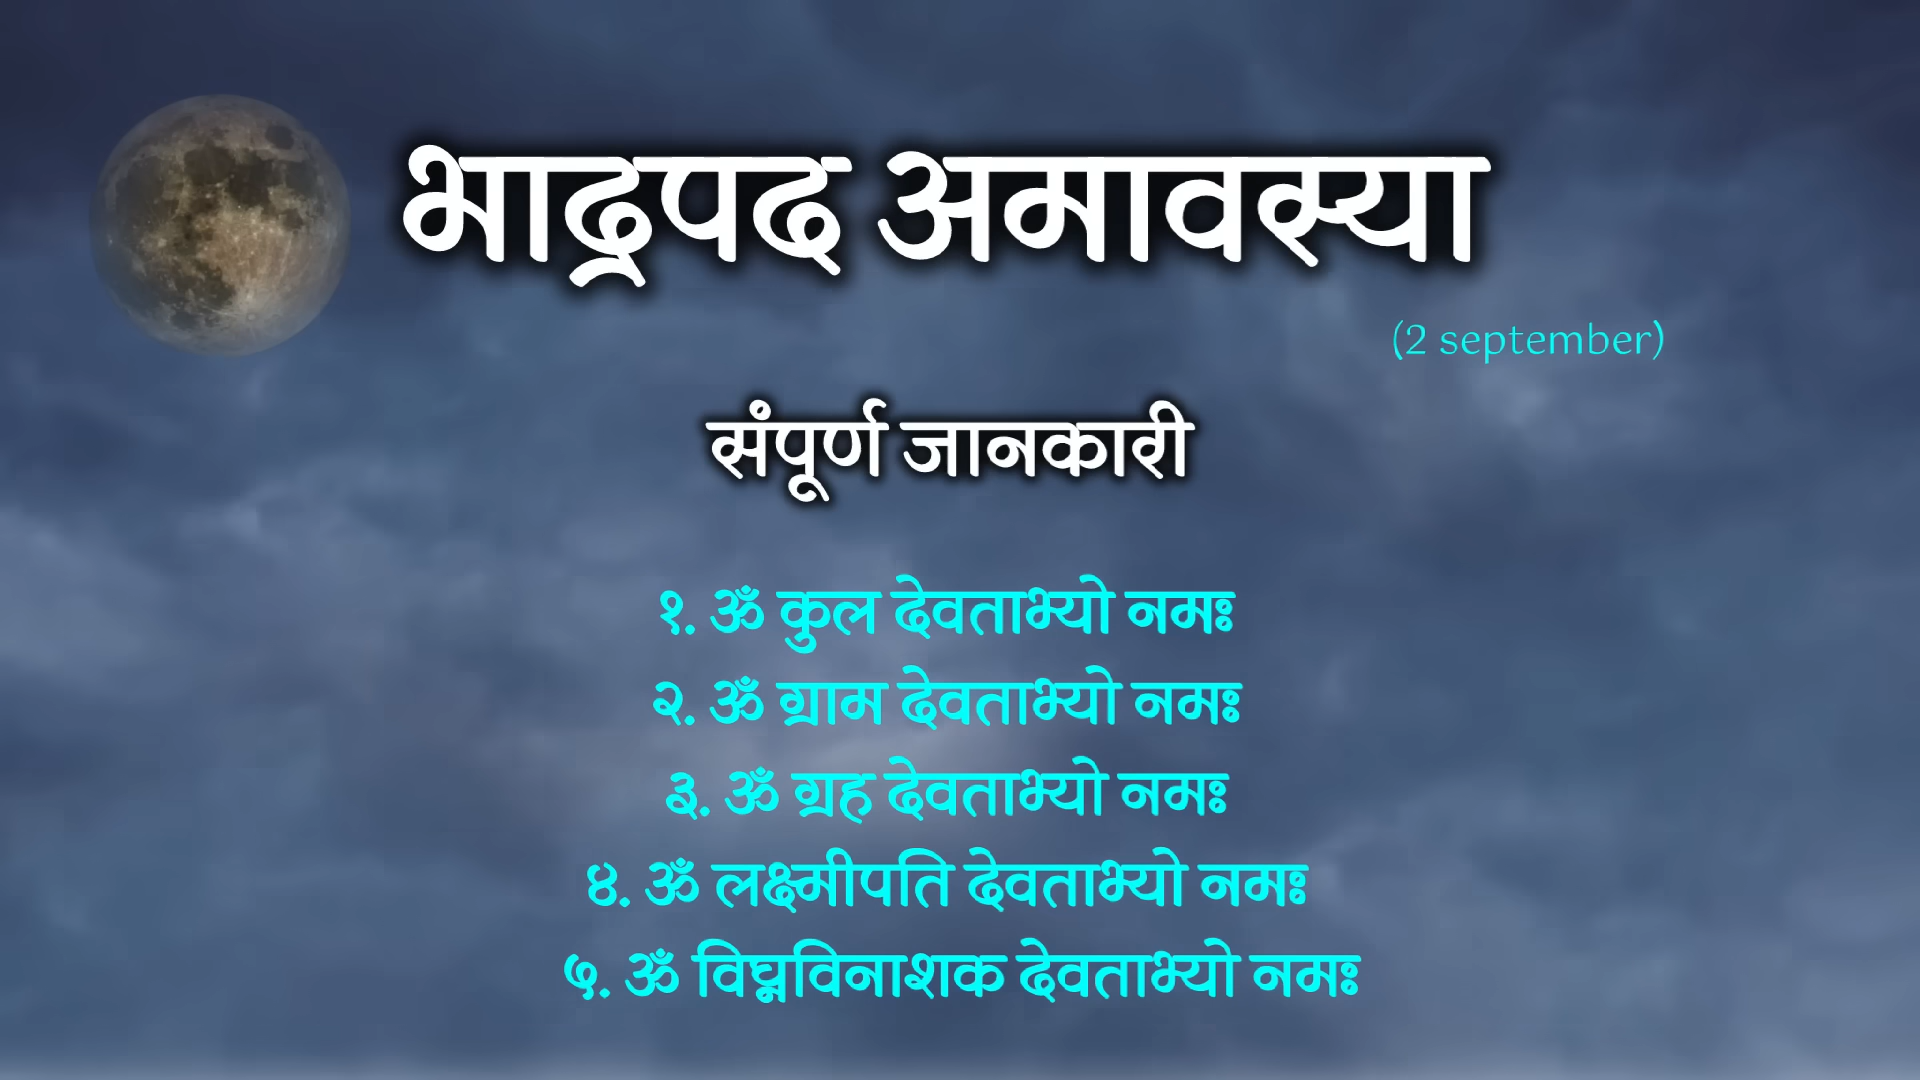 भाद्रपद अमावस्या
(2 september)
संपूर्ण जानकारी
१. ॐ कुल देवताभ्यो नमः
२. ॐ ग्राम देवताभ्यो नमः
३. ॐ ग्रह देवताभ्यो नमः
४. ॐ लक्ष्मीपति देवताभ्यो नमः
५. ॐ विघ्नविनाशक देवताभ्यो नमः